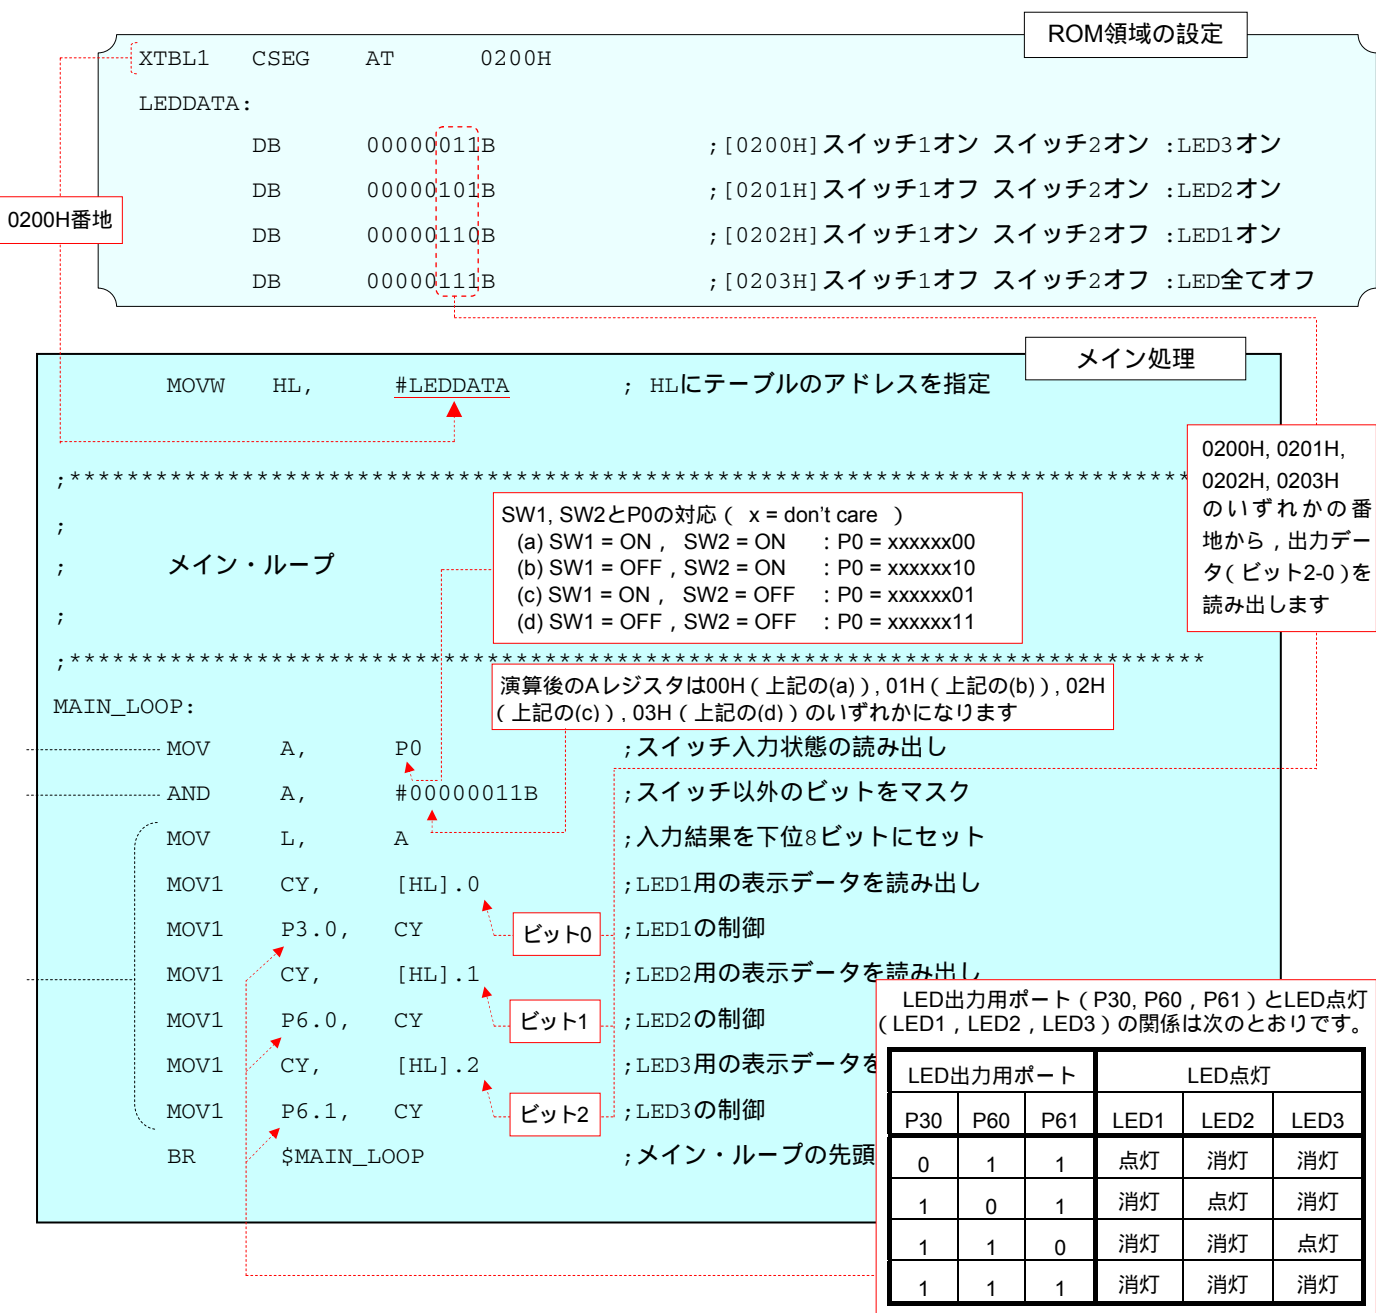 ROM領域の設定
XTBL1 CSEG AT 0200H
LEDDATA:
DB 00000011B ;[0200H]スイッチ1オン スイッチ2オン :LED3オン
DB 00000101B ;[0201H]スイッチ1オフ スイッチ2オン :LED2オン
DB 00000110B ;[0202H]スイッチ1オン スイッチ2オフ :LED1オン
DB 00000111B ;[0203H]スイッチ1オフ スイッチ2オフ :LED全てオフ
0200H番地
メイン処理
MOVW HL, #LEDDATA ; HLにテーブルのアドレスを指定
0200H, 0201H,
0202H, 0203H
のいずれかの番
地から，出力デー
タ（ビット2-0）を
読み出します
;*******************************************************************************
;
; メイン・ループ
;
;*******************************************************************************
SW1, SW2とP0の対応（ x = don't care ）
(a) SW1 = ON , SW2 = ON : P0 = xxxxxx00
(b) SW1 = OFF , SW2 = ON : P0 = xxxxxx10
(c) SW1 = ON , SW2 = OFF : P0 = xxxxxx01
(d) SW1 = OFF , SW2 = OFF : P0 = xxxxxx11
演算後のAレジスタは00H（上記の(a)）, 01H（上記の(b)）, 02H
（上記の(c)）, 03H（上記の(d)）のいずれかになります
MAIN_LOOP:
MOV A, P0 ;スイッチ入力状態の読み出し
AND A, #00000011B ;スイッチ以外のビットをマスク
MOV L, A ;入力結果を下位8ビットにセット
MOV1 CY, [HL].0 ;LED1用の表示データを読み出し
MOV1 P3.0, CY ;LED1の制御
ビット0
MOV1 CY, [HL].1 ;LED2用の表示データを読み出し
MOV1 P6.0, CY ;LED2の制御
ビット1
MOV1 CY, [HL].2 ;LED3用の表示データを
MOV1 P6.1, CY ;LED3の制御
ビット2
BR $MAIN_LOOP ;メイン・ループの先頭
LED出力用ポート（P30, P60，P61）とLED点灯
（LED1，LED2，LED3）の関係は次のとおりです。
LED出力用ポート LED点灯
P30 P60 P61 LED1 LED2 LED3
0 1 1 点灯 消灯 消灯
1 0 1 消灯 点灯 消灯
1 1 0 消灯 消灯 点灯
1 1 1 消灯 消灯 消灯